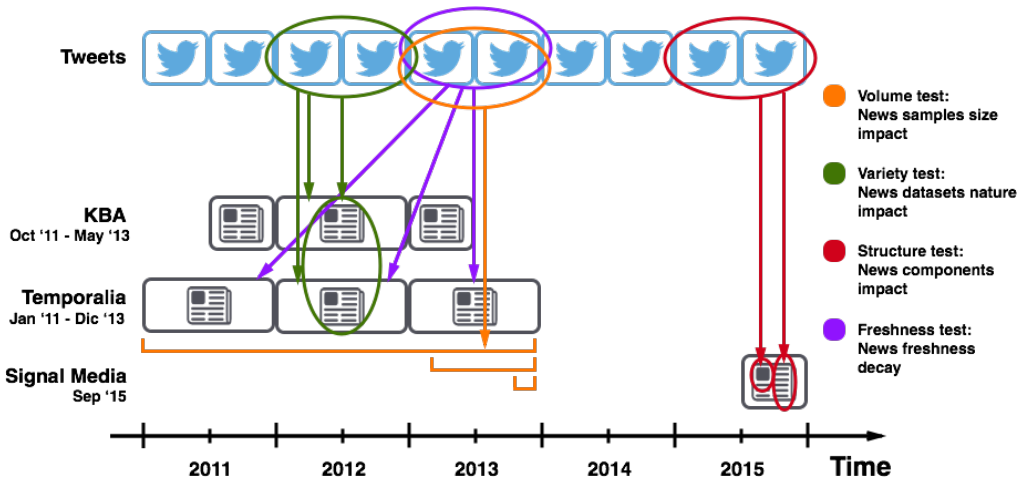 Tweets
Volume test:
News samples size
impact
Variety test:
News datasets nature
impact
KBA
Oct ‘11 - May ‘13
Structure test:
News components
impact
Temporalia
Jan ‘11 - Dic ‘13
Freshness test:
News freshness
decay
Signal Media
Sep ‘15
2011
2012
2013
2014
2015
Time